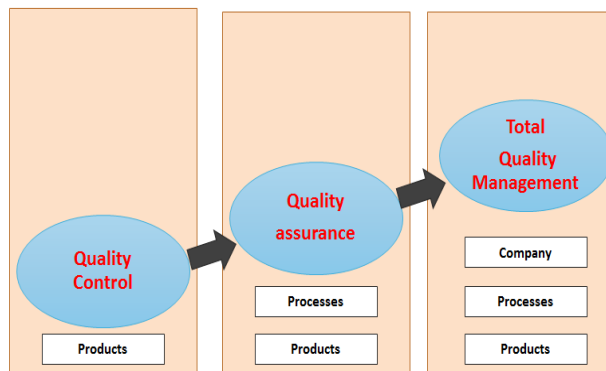 Quality
Control
Products
Quality
assurance
Processes
Products
Total
Quality
Management
Company
Processes
Products